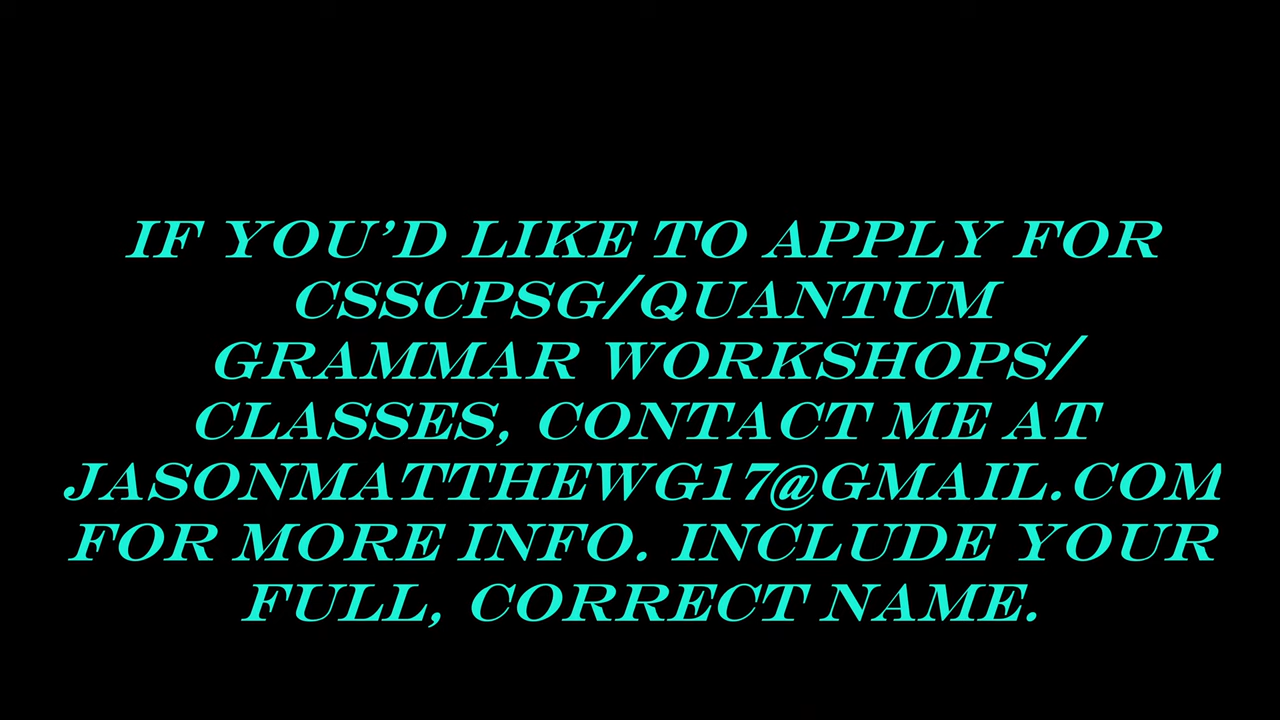 IF YOU'D LIKE TO APPLY FOR
CSSCPSG/QUANTUM
GRAMMAR WORKSHOPS/
CLASSES, CONTACT ME AT
JASONMATTHEWG17@GMAIL.COM
FOR MORE INFO. INCLUDE YOUR
FULL, CORRECT NAME.